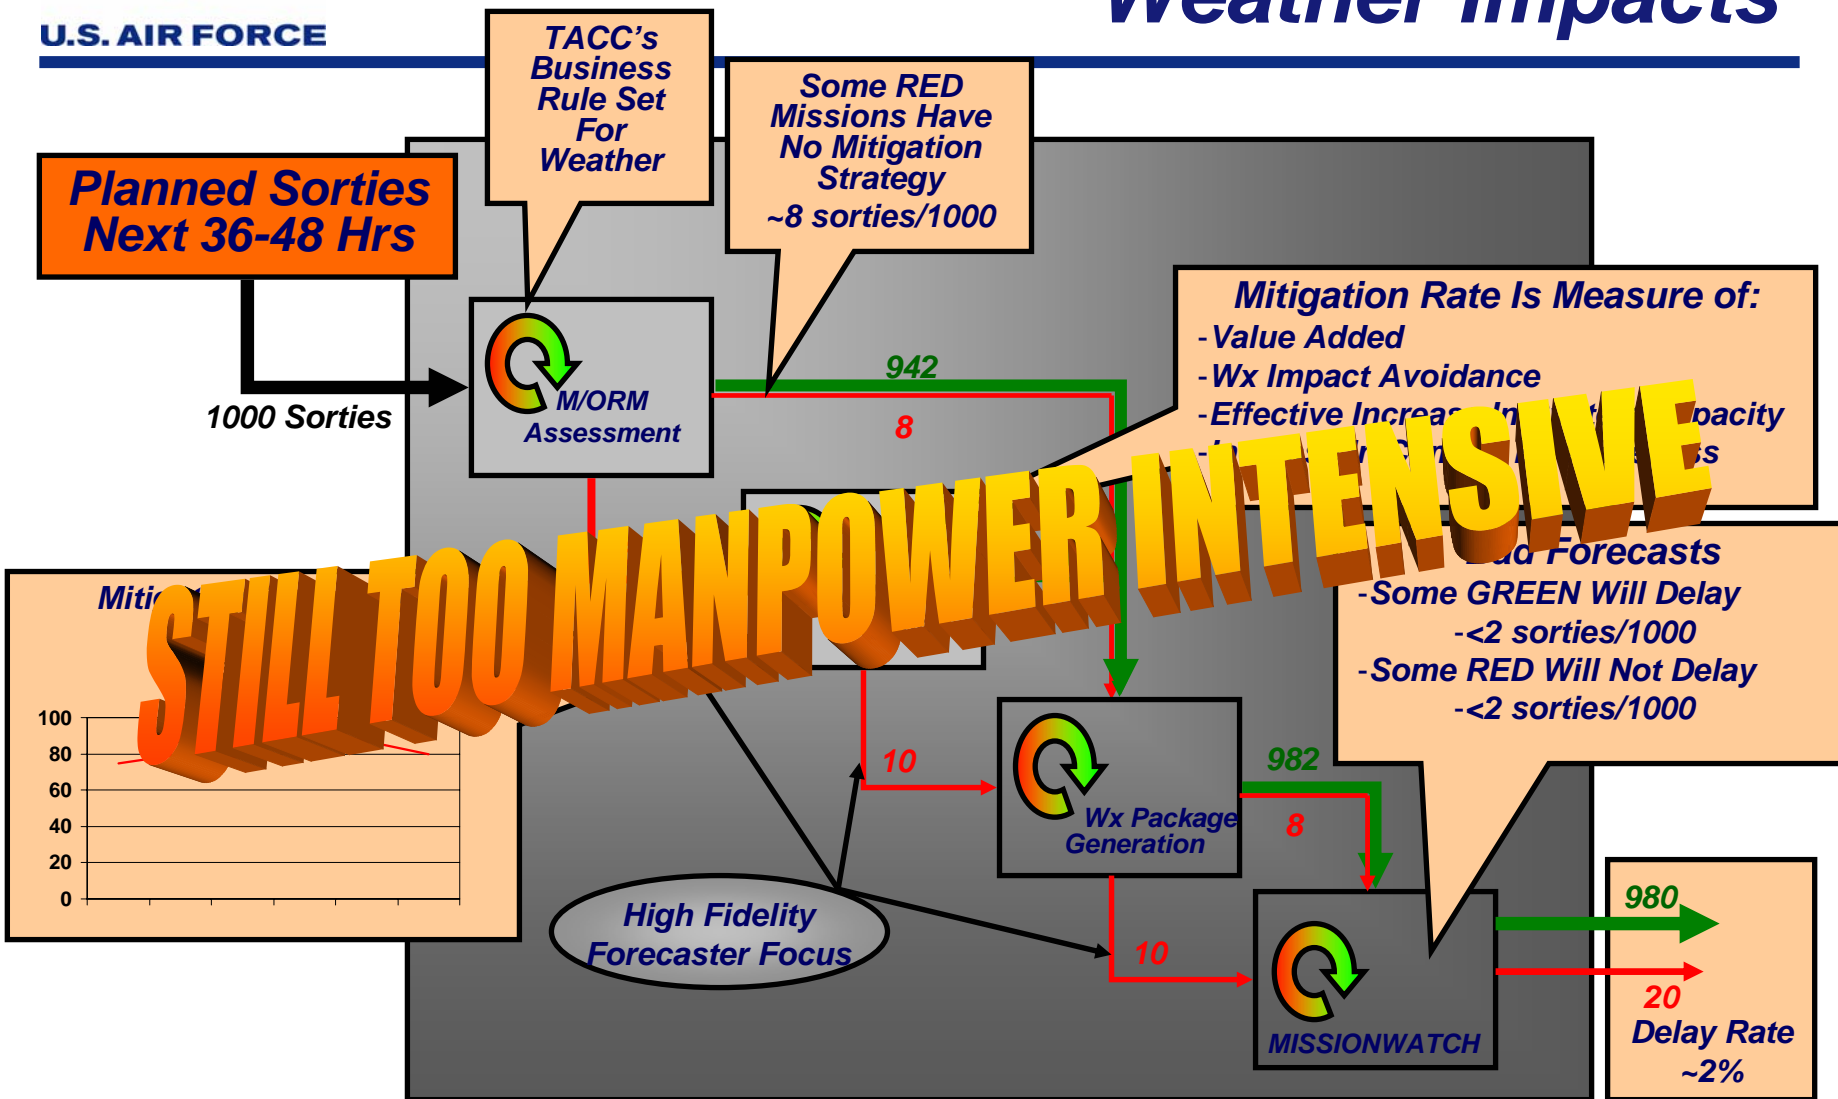 Weather Impacts
U.S. AIR FORCE
TACC's
Business
Rule Set
For
Weather
Some RED
Missions Have
No Mitigation
Strategy
~8 sorties/1000
Planned Sorties
Next 36-48 Hrs
1000 Sorties
M/ORM
Assessment
942
8
Mitigation Rate Is Measure of:
-Value Added
-Wx Impact Avoidance
-Effective
STILL TOO MANPOWER INTENSIVE
Forecasts
-Some GREEN Will Delay
-<2 sorties/1000
-Some RED Will Not Delay
-<2 sorties/1000
100
80
60
40
20
0
10
Wx Package
Generation
982
8
High Fidelity
Forecaster Focus
10
MISSIONWATCH
980
20
Delay Rate
~2%